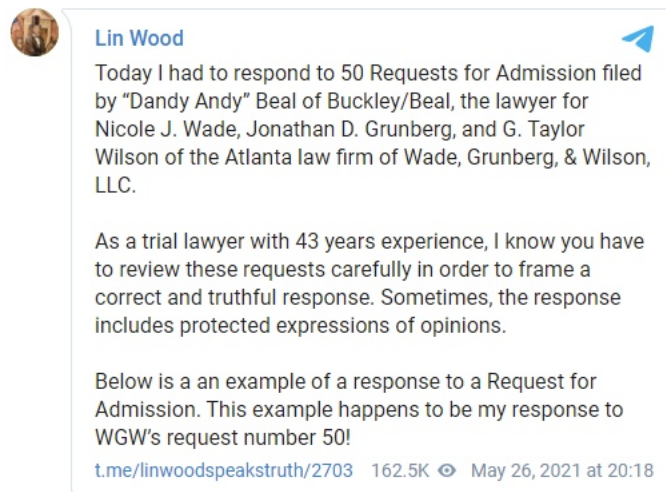 Lin Wood
Today I had to respond to 50 Requests for Admission filed
by “Dandy Andy” Beal of Buckley/Beal, the lawyer for
Nicole J. Wade, Jonathan D. Grunberg, and G. Taylor
Wilson of the Atlanta law firm of Wade, Grunberg, & Wilson,
LLC.
As a trial lawyer with 43 years experience, I know you have
to review these requests carefully in order to frame a
correct and truthful response. Sometimes, the response
includes protected expressions of opinions.
Below is a an example of a response to a Request for
Admission. This example happens to be my response to
WGW’s request number 50!
t.me/linwoodspeakstruth/2703 162.5K May 26, 2021 at 20:18